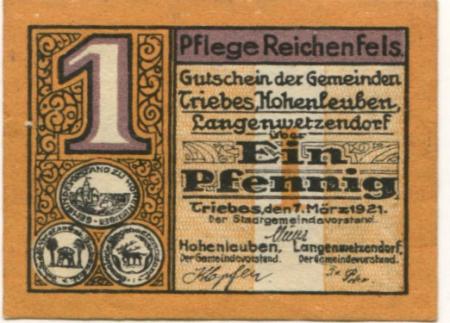 1
Pflege Reichenfels.
Gutschein der Gemeinden
Triebes, Hohenleuben,
Langenwetzendorf
über
Ein
Pfennig
Triebes, den 7. März 1921.
Der Stadtgemeindevorstand.
Hohenleuben. Langenwetzendorf,
Der Gemeindevorstand. Der Gemeindevorstand.